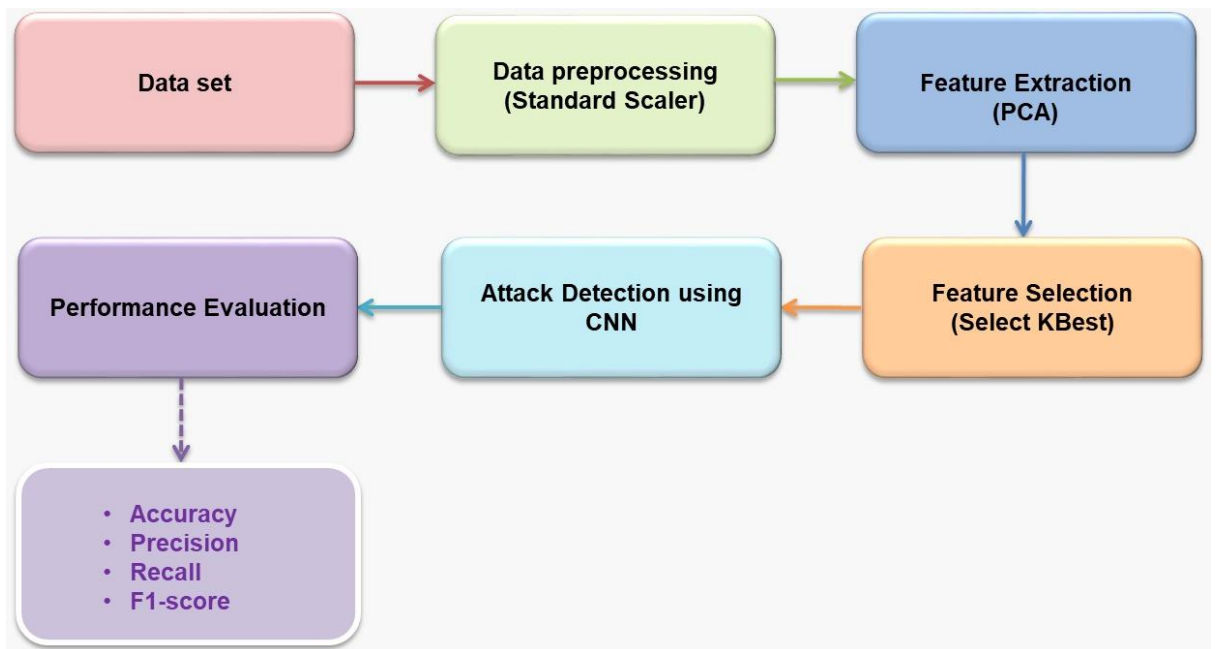 Data set
Data preprocessing
(Standard Scaler)
Feature Extraction
(PCA)
Feature Selection
(Select KBest)
Attack Detection using
CNN
Performance Evaluation
• Accuracy
• Precision
• Recall
• F1-score